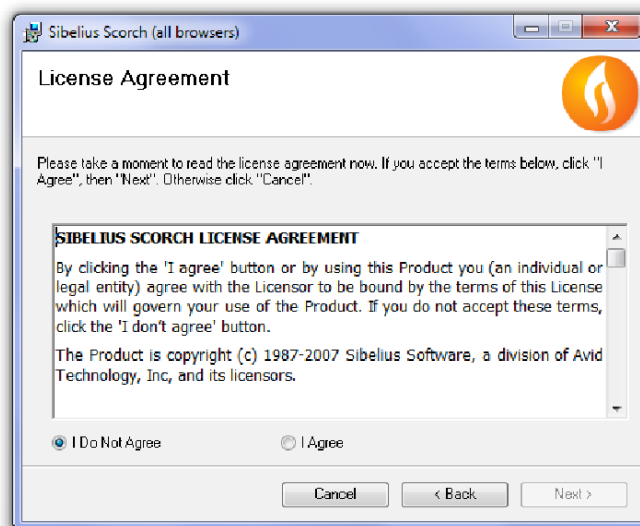 Sibelius Scorch (all browsers)
License Agreement
Please take a moment to read the license agreement now. If you accept the terms below, click "I
Agree", then "Next". Otherwise click "Cancel".
SIBELIUS SCORCH LICENSE AGREEMENT
By clicking the 'I agree' button or by using this Product you (an individual or
legal entity) agree with the Licensor to be bound by the terms of this License
which will govern your use of the Product. If you do not accept these terms,
click the 'I don't agree' button.
The Product is copyright (c) 1987-2007 Sibelius Software, a division of Avid
Technology, Inc, and its licensors.
I Do Not Agree
I Agree
Cancel
< Back
Next >